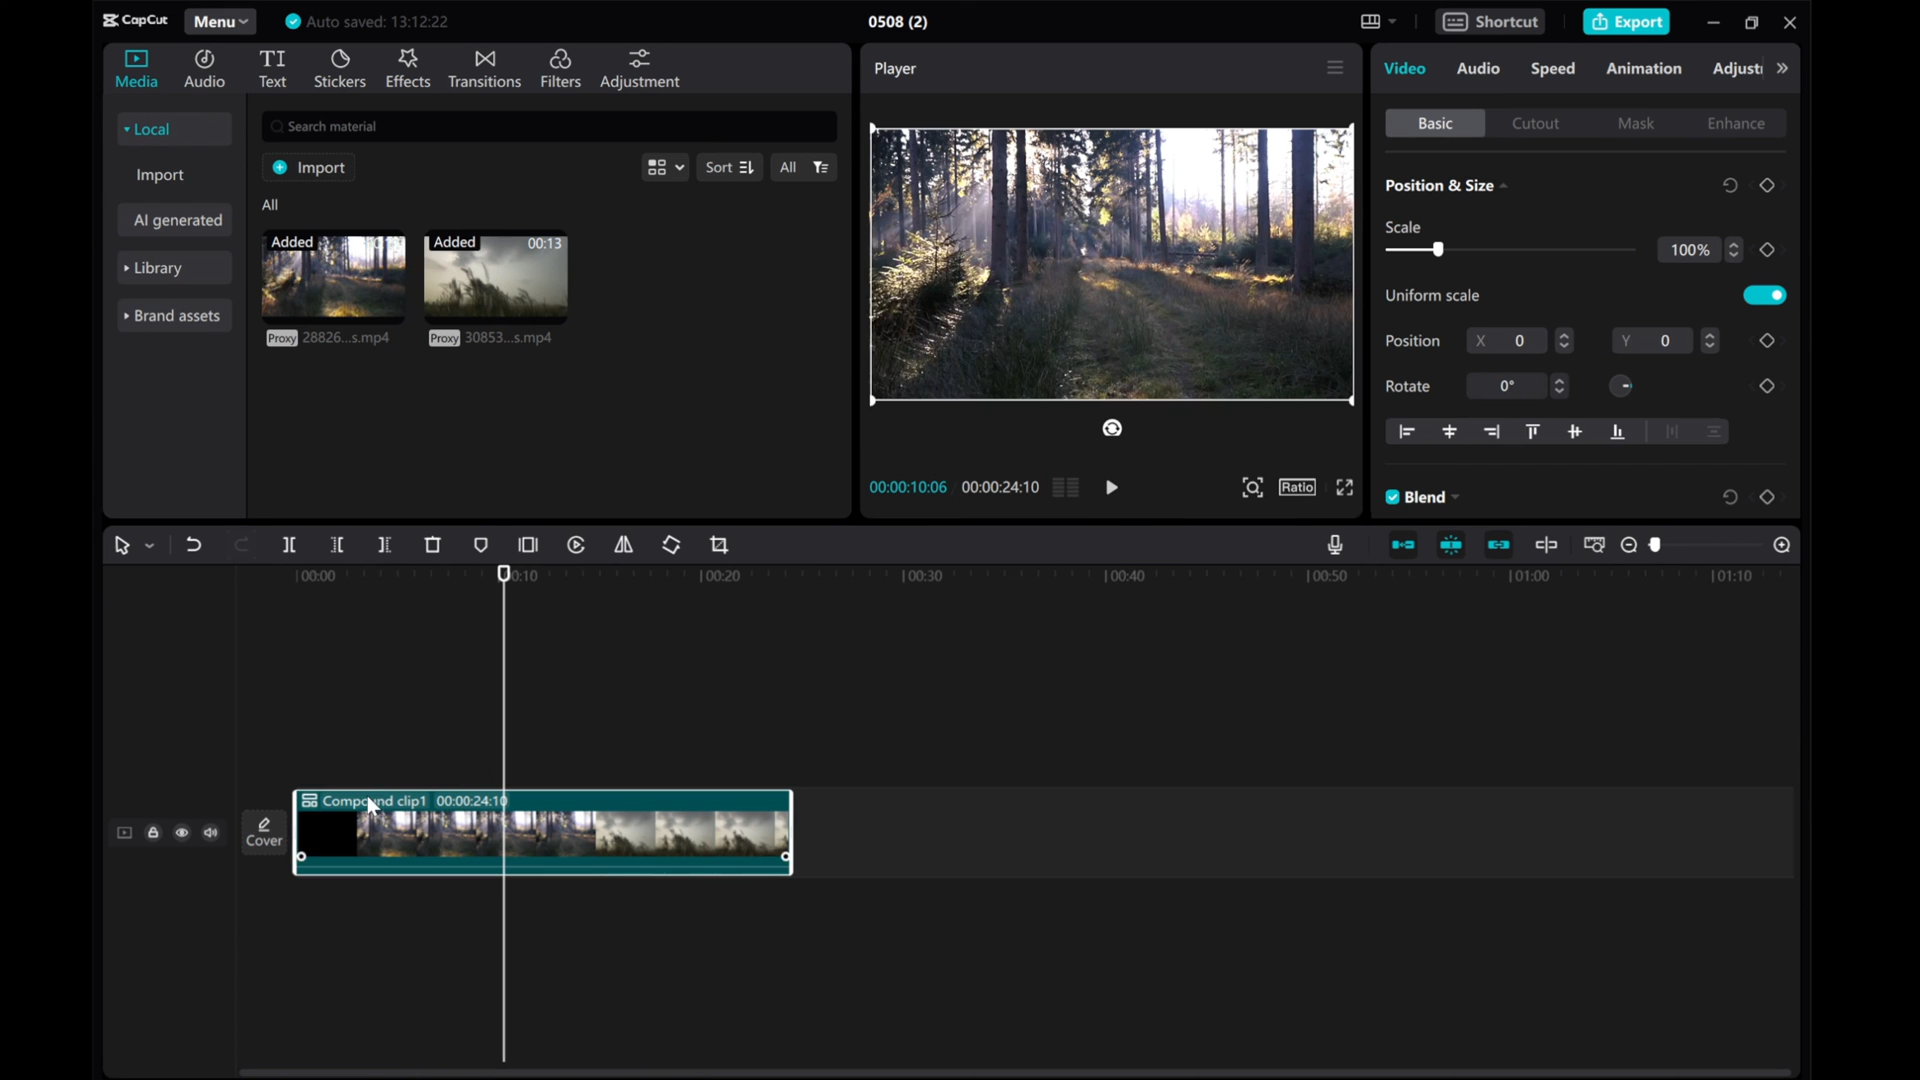 CapCut Menu Auto saved: 13:12:22 0508 (2) Shortcut Export
Media Audio Text Stickers Effects Transitions Filters Adjustment
Local
Import
AI generated
Library
Brand assets
Search material
Import Sort All
All
Added
Added 00:13
Proxy 28826...s.mp4 Proxy 30853...s.mp4
Player
00:00:10:06 00:00:24:10 Ratio
Video Audio Speed Animation Adjust
Basic Cutout Mask Enhance
Position & Size
Scale
100%
Uniform scale
Position X 0 Y 0
Rotate 0°
Blend
00:00 00:10 00:20 00:30 00:40 00:50 01:00 01:10
Compound clip1 00:00:24:10
Cover